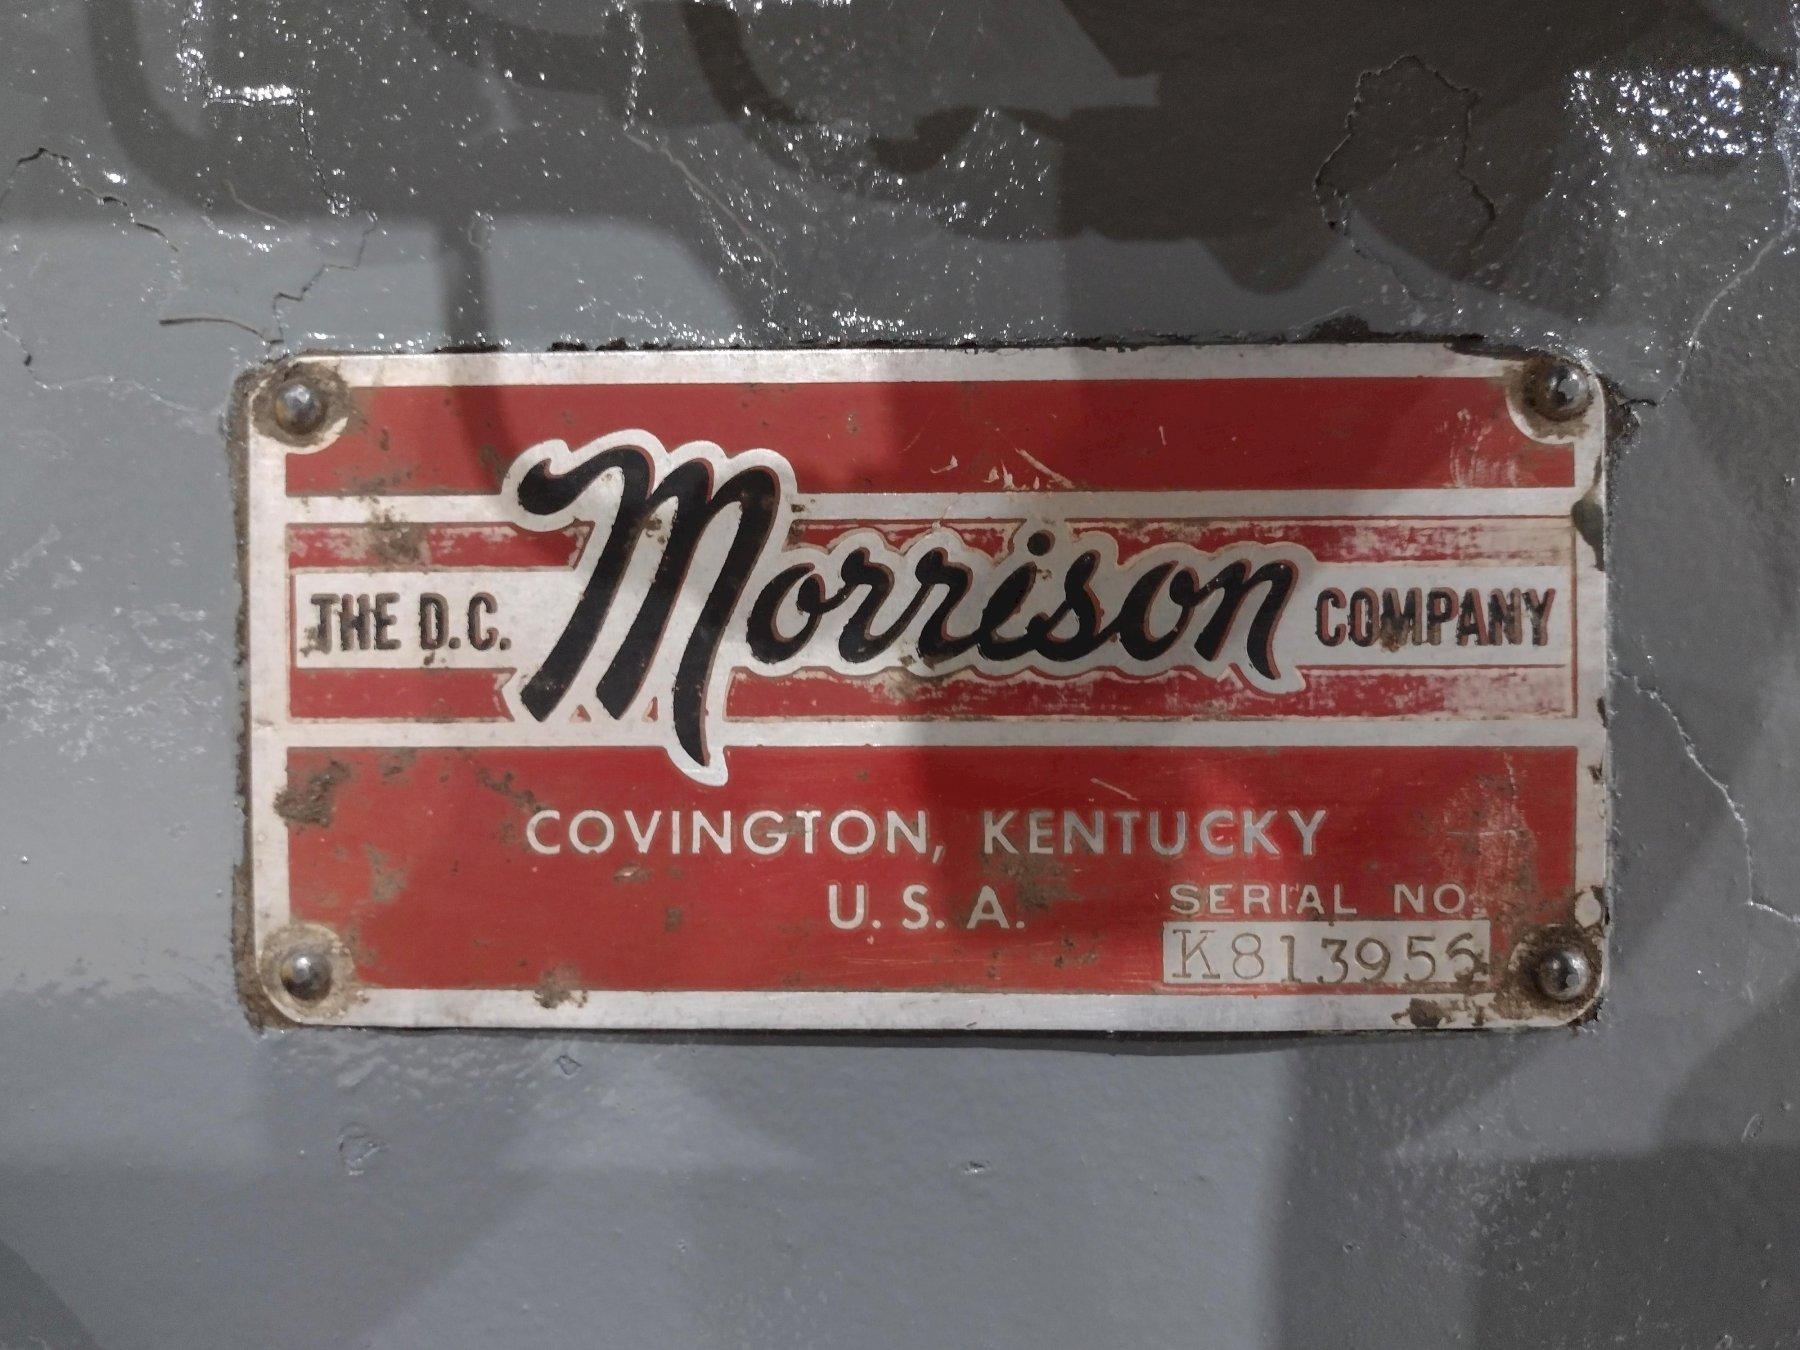 THE D.C. Morrison COMPANY
COVINGTON, KENTUCKY
U. S. A.
SERIAL NO.
K813956